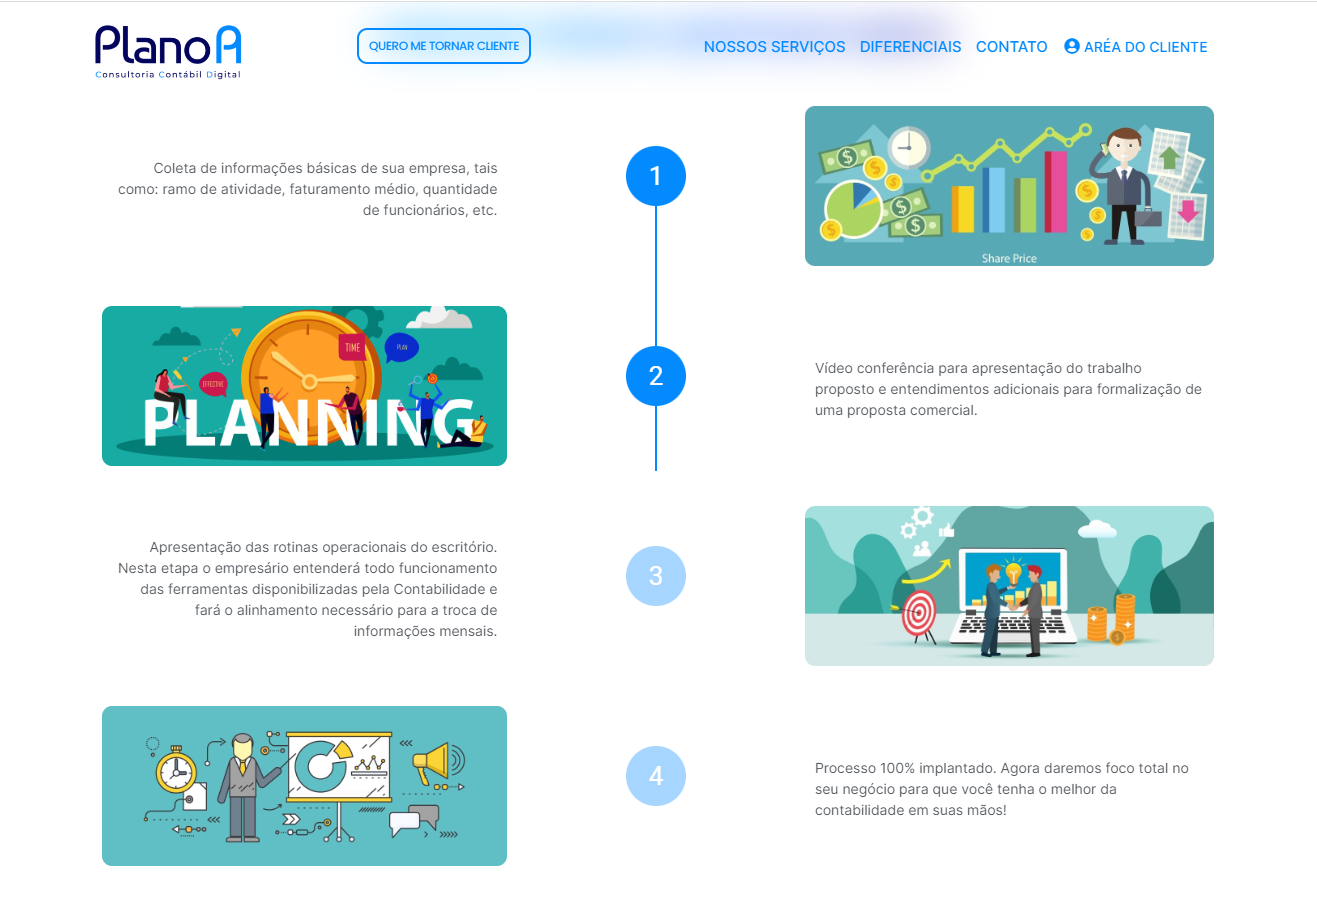 PlanoA
Consultoria Contábil Digital
QUERO ME TORNAR CLIENTE
NOSSOS SERVIÇOS
DIFERENCIAIS
CONTATO
ARÉA DO CLIENTE
Coleta de informações básicas de sua empresa, tais
como: ramo de atividade, faturamento médio, quantidade
de funcionários, etc.
1
Share Price
TIME
PLAN
EFFECTIVE
PLANNING
2
Vídeo conferência para apresentação do trabalho
proposto e entendimentos adicionais para formalização de
uma proposta comercial.
Apresentação das rotinas operacionais do escritório.
Nesta etapa o empresário entenderá todo funcionamento
das ferramentas disponibilizadas pela Contabilidade e
fará o alinhamento necessário para a troca de
informações mensais.
3
4
Processo 100% implantado. Agora daremos foco total no
seu negócio para que você tenha o melhor da
contabilidade em suas mãos!